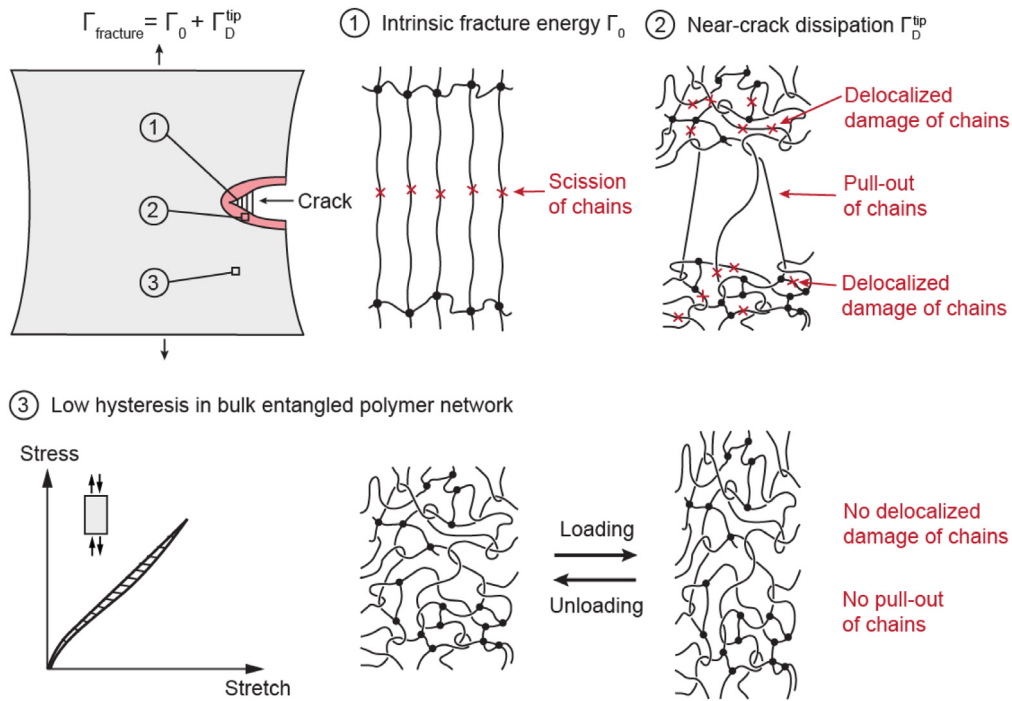 Γfracture = Γ0 + ΓDtip
1
2
3
Crack
1 Intrinsic fracture energy Γ0
Scission
of chains
2 Near-crack dissipation ΓDtip
Delocalized
damage of chains
Pull-out
of chains
Delocalized
damage of chains
3 Low hysteresis in bulk entangled polymer network
Stress
Stretch
Loading
Unloading
No delocalized
damage of chains
No pull-out
of chains